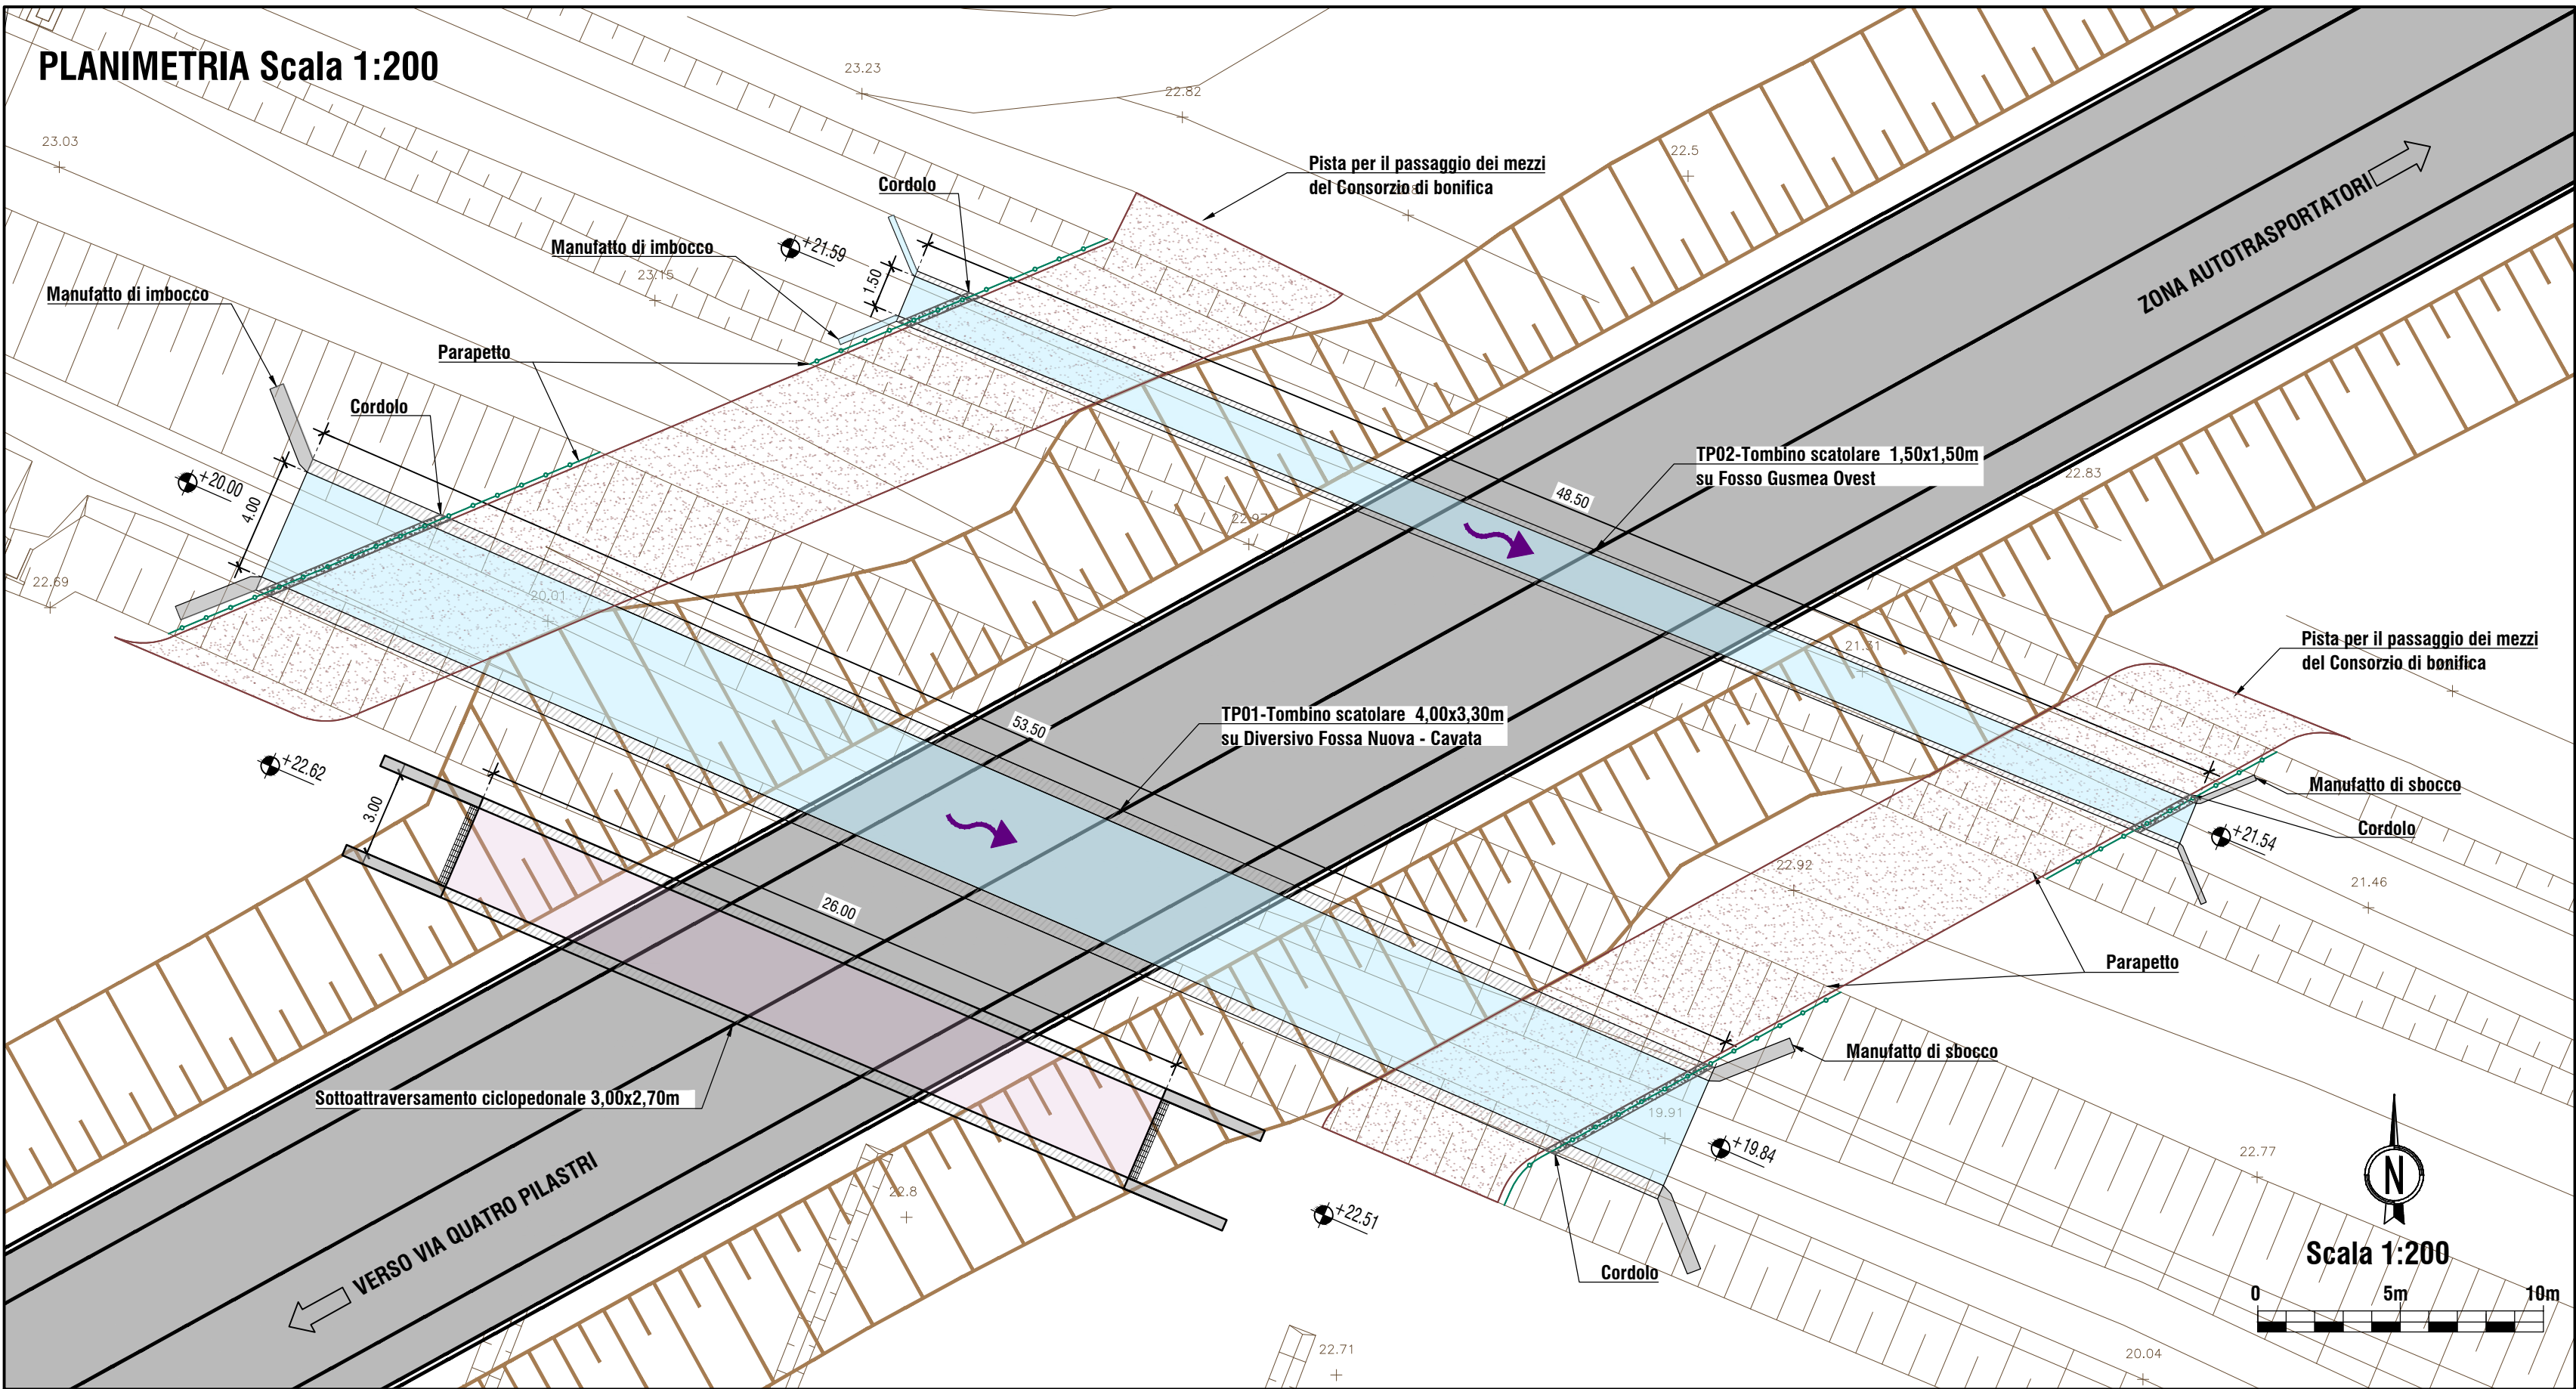 PLANIMETRIA Scala 1:200
23.23
22.82
23.03
22.5
Pista per il passaggio dei mezzi
del Consorzio di bonifica
Cordolo
Manufatto di imbocco
+21.59
23.15
1.50
Manufatto di imbocco
ZONA AUTOTRASPORTATORI
Parapetto
Cordolo
+20.00
4.00
TP02-Tombino scatolare 1,50x1,50m
su Fosso Gusmea Ovest
22.83
48.50
22.97
22.69
20.01
21.31
Pista per il passaggio dei mezzi
del Consorzio di bonifica
TP01-Tombino scatolare 4,00x3,30m
su Diversivo Fossa Nuova - Cavata
53.50
+22.62
3.00
Manufatto di sbocco
Cordolo
+21.54
22.92
21.46
26.00
Parapetto
Manufatto di sbocco
Sottoattraversamento ciclopedonale 3,00x2,70m
19.91
+19.84
22.77
N
VERSO VIA QUATRO PILASTRI
22.8
+22.51
Scala 1:200
Cordolo
0 5m 10m
22.71
20.04